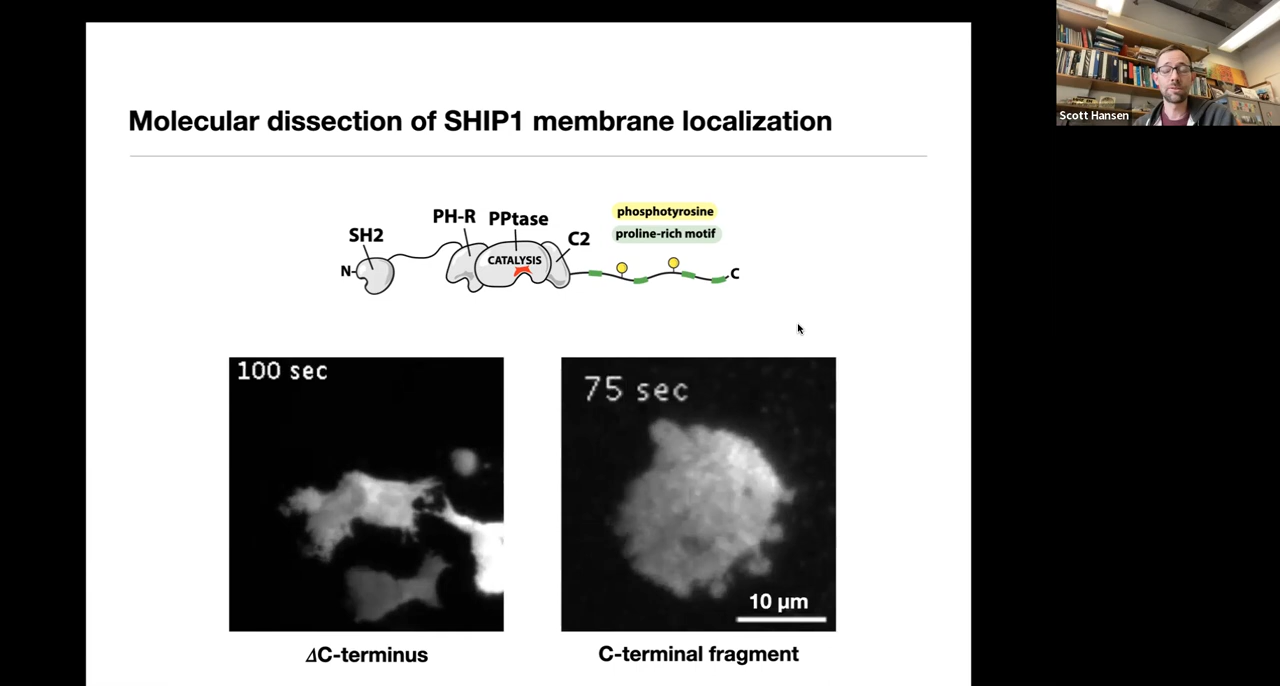 Molecular dissection of SHIP1 membrane localization
SH2
PH-R
PPtase
C2
phosphotyrosine
proline-rich motif
N-
CATALYSIS
C
100 sec
75 sec
10 μm
ΔC-terminus
C-terminal fragment
Scott Hansen